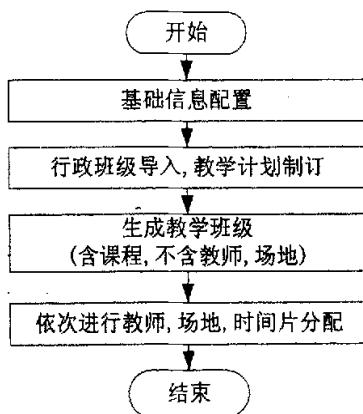 开始
基础信息配置
行政班级导入,教学计划制订
生成教学班级
(含课程,不含教师,场地)
依次进行教师,场地,时间片分配
结束